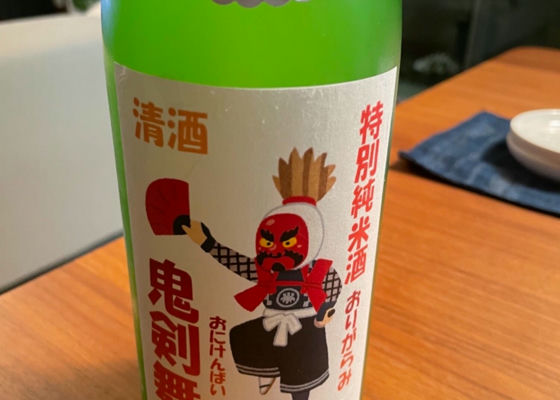 清酒
特別純米酒 おりがらみ
鬼剣舞
おにけんばい